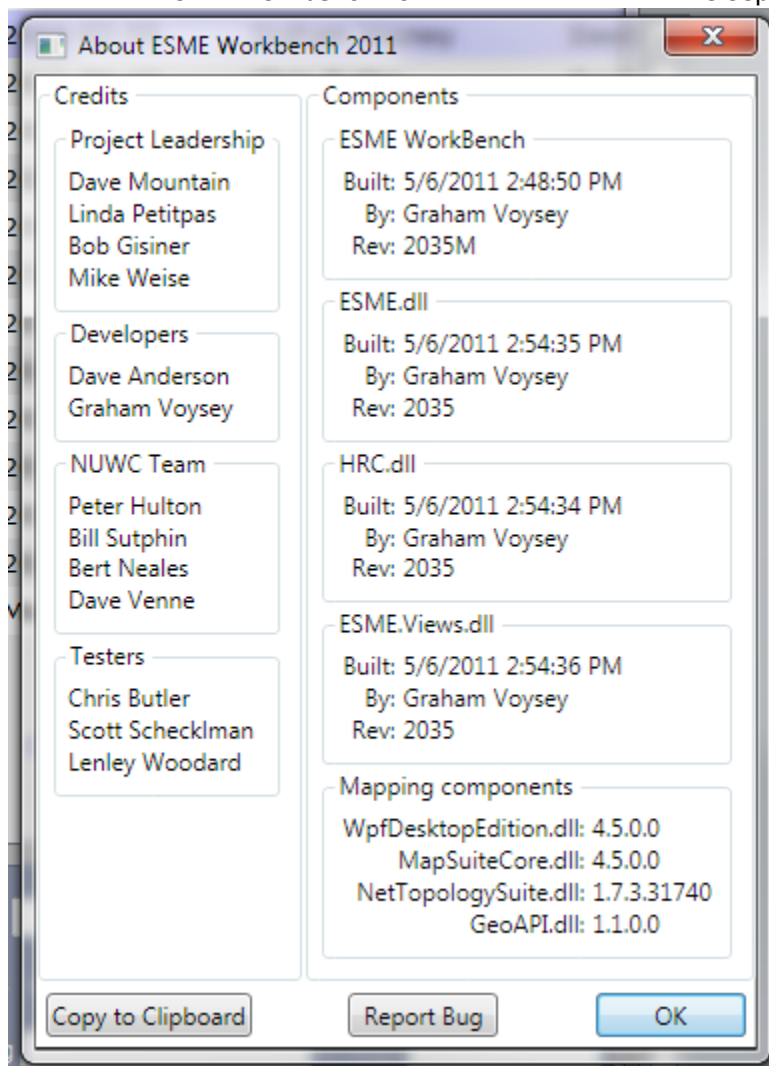 About ESME Workbench 2011
Credits
Project Leadership
Dave Mountain
Linda Petitpas
Bob Gisiner
Mike Weise
Developers
Dave Anderson
Graham Voysey
NUWC Team
Peter Hulton
Bill Sutphin
Bert Neales
Dave Venne
Testers
Chris Butler
Scott Schecklman
Lenley Woodard
Components
ESME WorkBench
Built: 5/6/2011 2:48:50 PM
By: Graham Voysey
Rev: 2035M
ESME.dll
Built: 5/6/2011 2:54:35 PM
By: Graham Voysey
Rev: 2035
HRC.dll
Built: 5/6/2011 2:54:34 PM
By: Graham Voysey
Rev: 2035
ESME.Views.dll
Built: 5/6/2011 2:54:36 PM
By: Graham Voysey
Rev: 2035
Mapping components
WpfDesktopEdition.dll: 4.5.0.0
MapSuiteCore.dll: 4.5.0.0
NetTopologySuite.dll: 1.7.3.31740
GeoAPI.dll: 1.1.0.0
Copy to Clipboard
Report Bug
OK